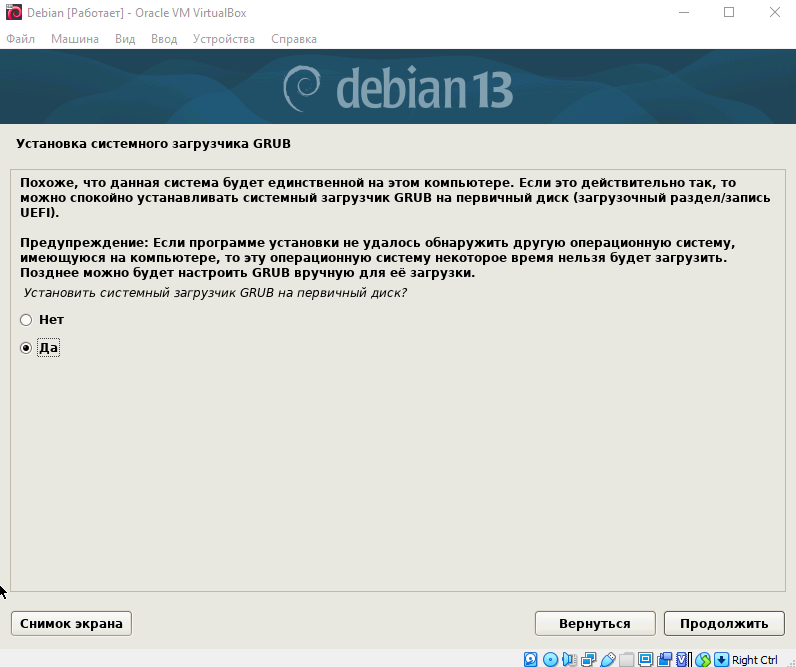 Debian [Работает] - Oracle VM VirtualBox
Файл Машина Вид Ввод Устройства Справка
debian 13
Установка системного загрузчика GRUB
Похоже, что данная система будет единственной на этом компьютере. Если это действительно так, то
можно спокойно устанавливать системный загрузчик GRUB на первичный диск (загрузочный раздел/запись
UEFI).
Предупреждение: Если программе установки не удалось обнаружить другую операционную систему,
имеющуюся на компьютере, то эту операционную систему некоторое время нельзя будет загрузить.
Позднее можно будет настроить GRUB вручную для её загрузки.
Установить системный загрузчик GRUB на первичный диск?
Нет
Да
Снимок экрана Вернуться Продолжить
Right Ctrl